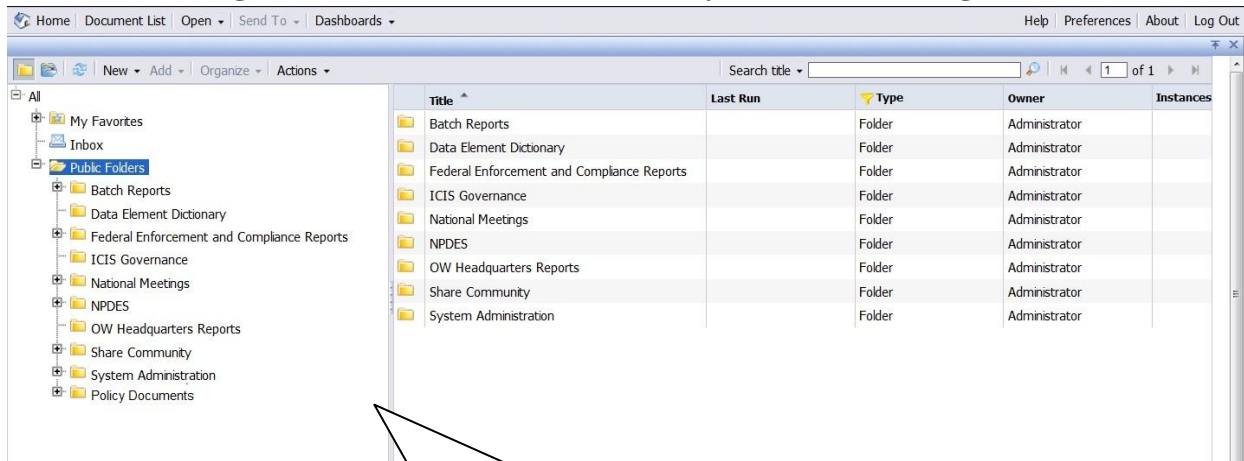 Home Document List Open Send To Dashboards Help Preferences About Log Out
New Add Organize Actions Search title 1 of 1
All
My Favorites
Inbox
Public Folders
Batch Reports
Data Element Dictionary
Federal Enforcement and Compliance Reports
ICIS Governance
National Meetings
NPDES
OW Headquarters Reports
Share Community
System Administration
Policy Documents
Title Last Run Type Owner Instances
Batch Reports Folder Administrator
Data Element Dictionary Folder Administrator
Federal Enforcement and Compliance Reports Folder Administrator
ICIS Governance Folder Administrator
National Meetings Folder Administrator
NPDES Folder Administrator
OW Headquarters Reports Folder Administrator
Share Community Folder Administrator
System Administration Folder Administrator